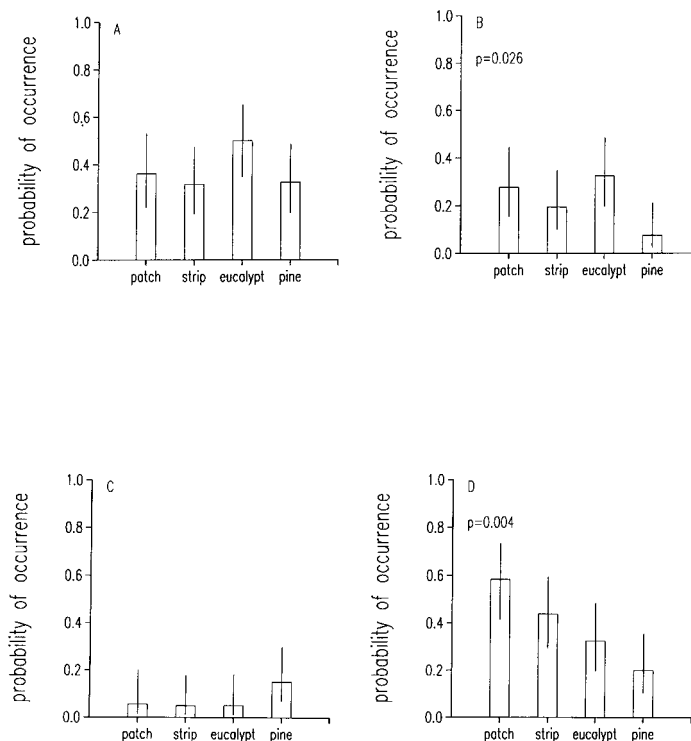 A
probability of occurrence
1.0
0.8
0.6
0.4
0.2
0.0
patch strip eucalypt pine
B
p=0.026
probability of occurrence
1.0
0.8
0.6
0.4
0.2
0.0
patch strip eucalypt pine
C
probability of occurrence
1.0
0.8
0.6
0.4
0.2
0.0
patch strip eucalypt pine
D
p=0.004
probability of occurrence
1.0
0.8
0.6
0.4
0.2
0.0
patch strip eucalypt pine